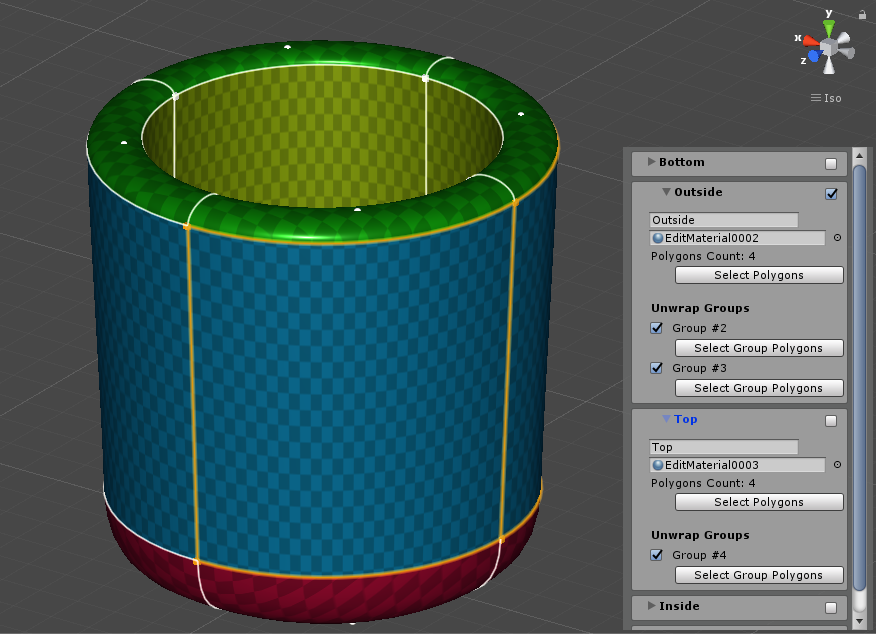 y
x
z
Iso
Bottom
Outside
Outside
EditMaterial0002
Polygons Count: 4
Select Polygons
Unwrap Groups
Group #2
Select Group Polygons
Group #3
Select Group Polygons
Top
Top
EditMaterial0003
Polygons Count: 4
Select Polygons
Unwrap Groups
Group #4
Select Group Polygons
Inside